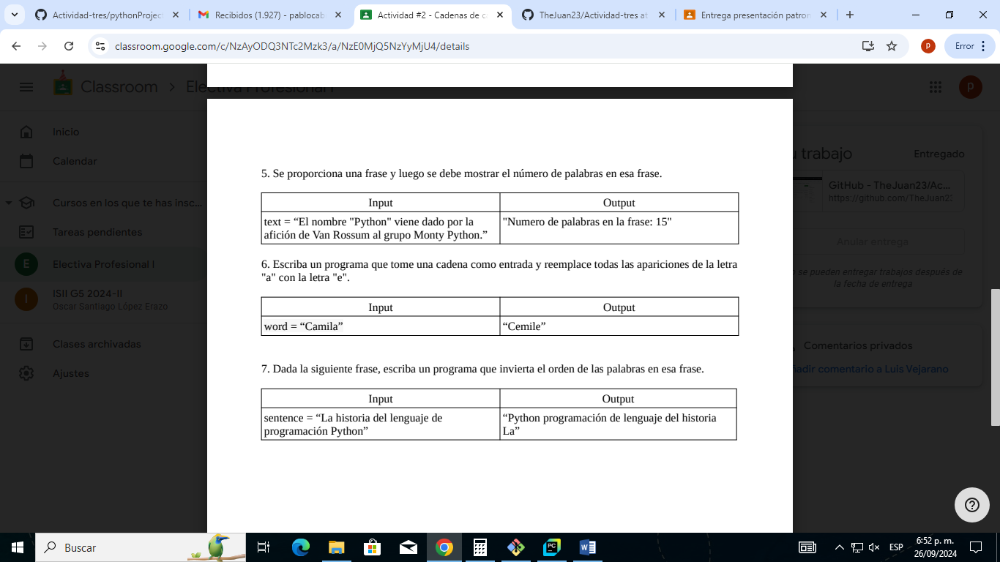 Actividad-tres/pythonProjec
Recibidos (1.927) - pablocab
Actividad #2 - Cadenas de c
TheJuan23/Actividad-tres at
Entrega presentación patron
classroom.google.com/c/NzAyODQ3NTc2Mzk3/a/NzE0MjQ5NzYyMjU4/details
p
Error
Classroom > Electiva Profesional I
p
Inicio
Calendar
Cursos en los que te has insc...
Tareas pendientes
E Electiva Profesional I
I ISII G5 2024-II
Oscar Santiago López Erazo
Clases archivadas
Ajustes
5. Se proporciona una frase y luego se debe mostrar el número de palabras en esa frase.
Input Output
text = “El nombre "Python" viene dado por la
afición de Van Rossum al grupo Monty Python.”
"Numero de palabras en la frase: 15"
6. Escriba un programa que tome una cadena como entrada y reemplace todas las apariciones de la letra
"a" con la letra "e".
Input Output
word = “Camila” “Cemile”
7. Dada la siguiente frase, escriba un programa que invierta el orden de las palabras en esa frase.
Input Output
sentence = “La historia del lenguaje de
programación Python”
“Python programación de lenguaje del historia
La”
u trabajo Entregado
GitHub - TheJuan23/Ac...
https://github.com/TheJuan23
Anular entrega
o se pueden entregar trabajos después de
la fecha de entrega
Comentarios privados
ñadir comentario a Luis Vejarano
Buscar
ESP
6:52 p. m.
26/09/2024